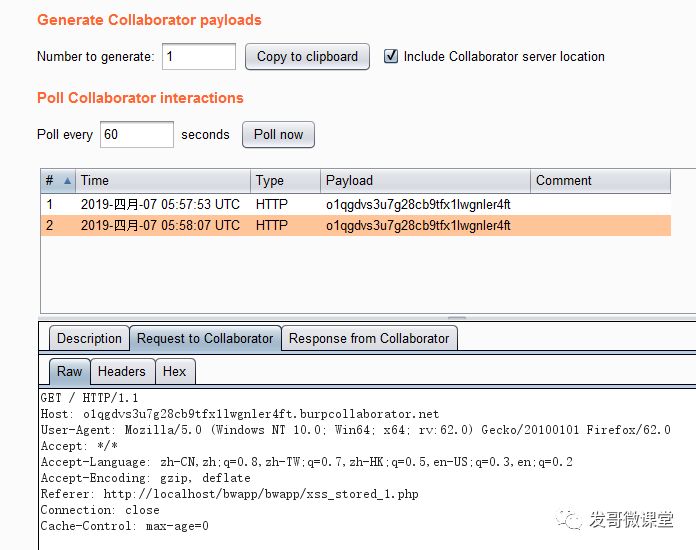 Generate Collaborator payloads
Number to generate: 1 Copy to clipboard Include Collaborator server location
Poll Collaborator interactions
Poll every 60 seconds Poll now
# Time Type Payload Comment
1 2019-四月-07 05:57:53 UTC HTTP o1qgdvs3u7g28cb9tfx1lwgnler4ft
2 2019-四月-07 05:58:07 UTC HTTP o1qgdvs3u7g28cb9tfx1lwgnler4ft
Description Request to Collaborator Response from Collaborator
Raw Headers Hex
GET / HTTP/1.1
Host: o1qgdvs3u7g28cb9tfx1lwgnler4ft.burpcollaborator.net
User-Agent: Mozilla/5.0 (Windows NT 10.0; Win64; x64; rv:62.0) Gecko/20100101 Firefox/62.0
Accept: */*
Accept-Language: zh-CN,zh;q=0.8,zh-TW;q=0.7,zh-HK;q=0.5,en-US;q=0.3,en;q=0.2
Accept-Encoding: gzip, deflate
Referer: http://localhost/bwapp/bwapp/xss_stored_1.php
Connection: close
Cache-Control: max-age=0
发哥微课堂